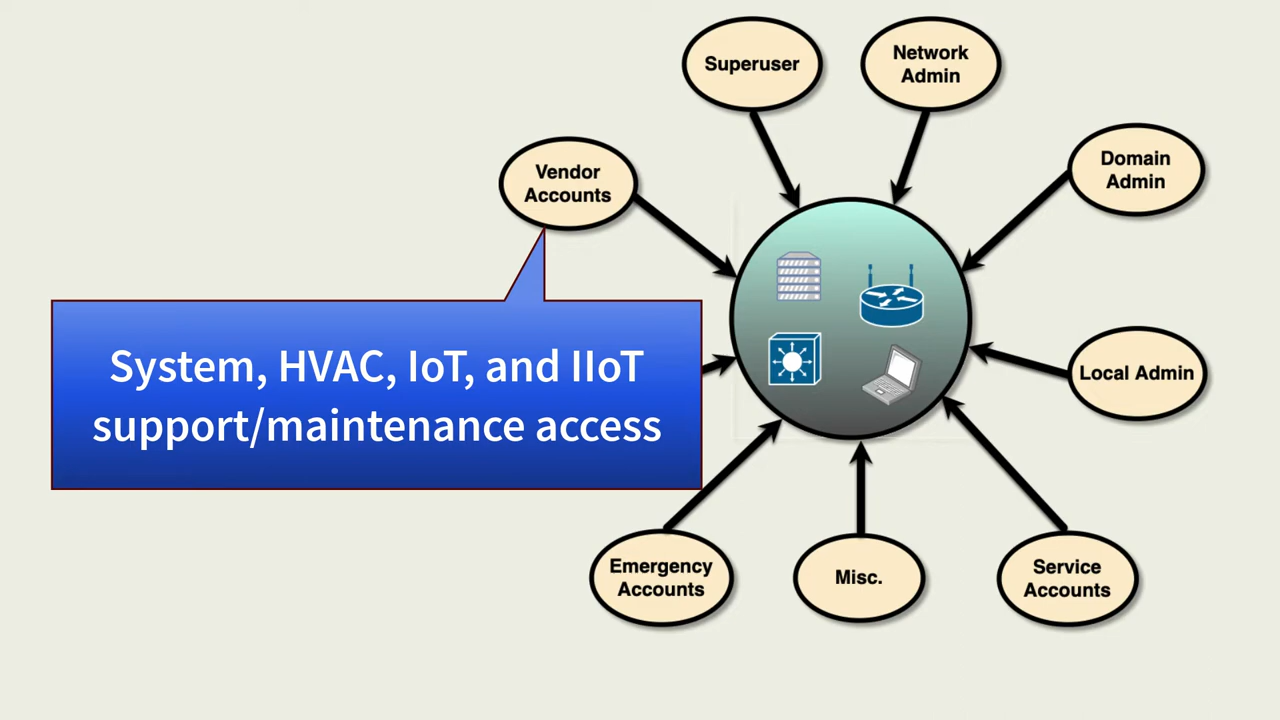 Superuser
Network
Admin
Vendor
Accounts
Domain
Admin
System, HVAC, IoT, and IIoT
support/maintenance access
Local Admin
Emergency
Accounts
Misc.
Service
Accounts